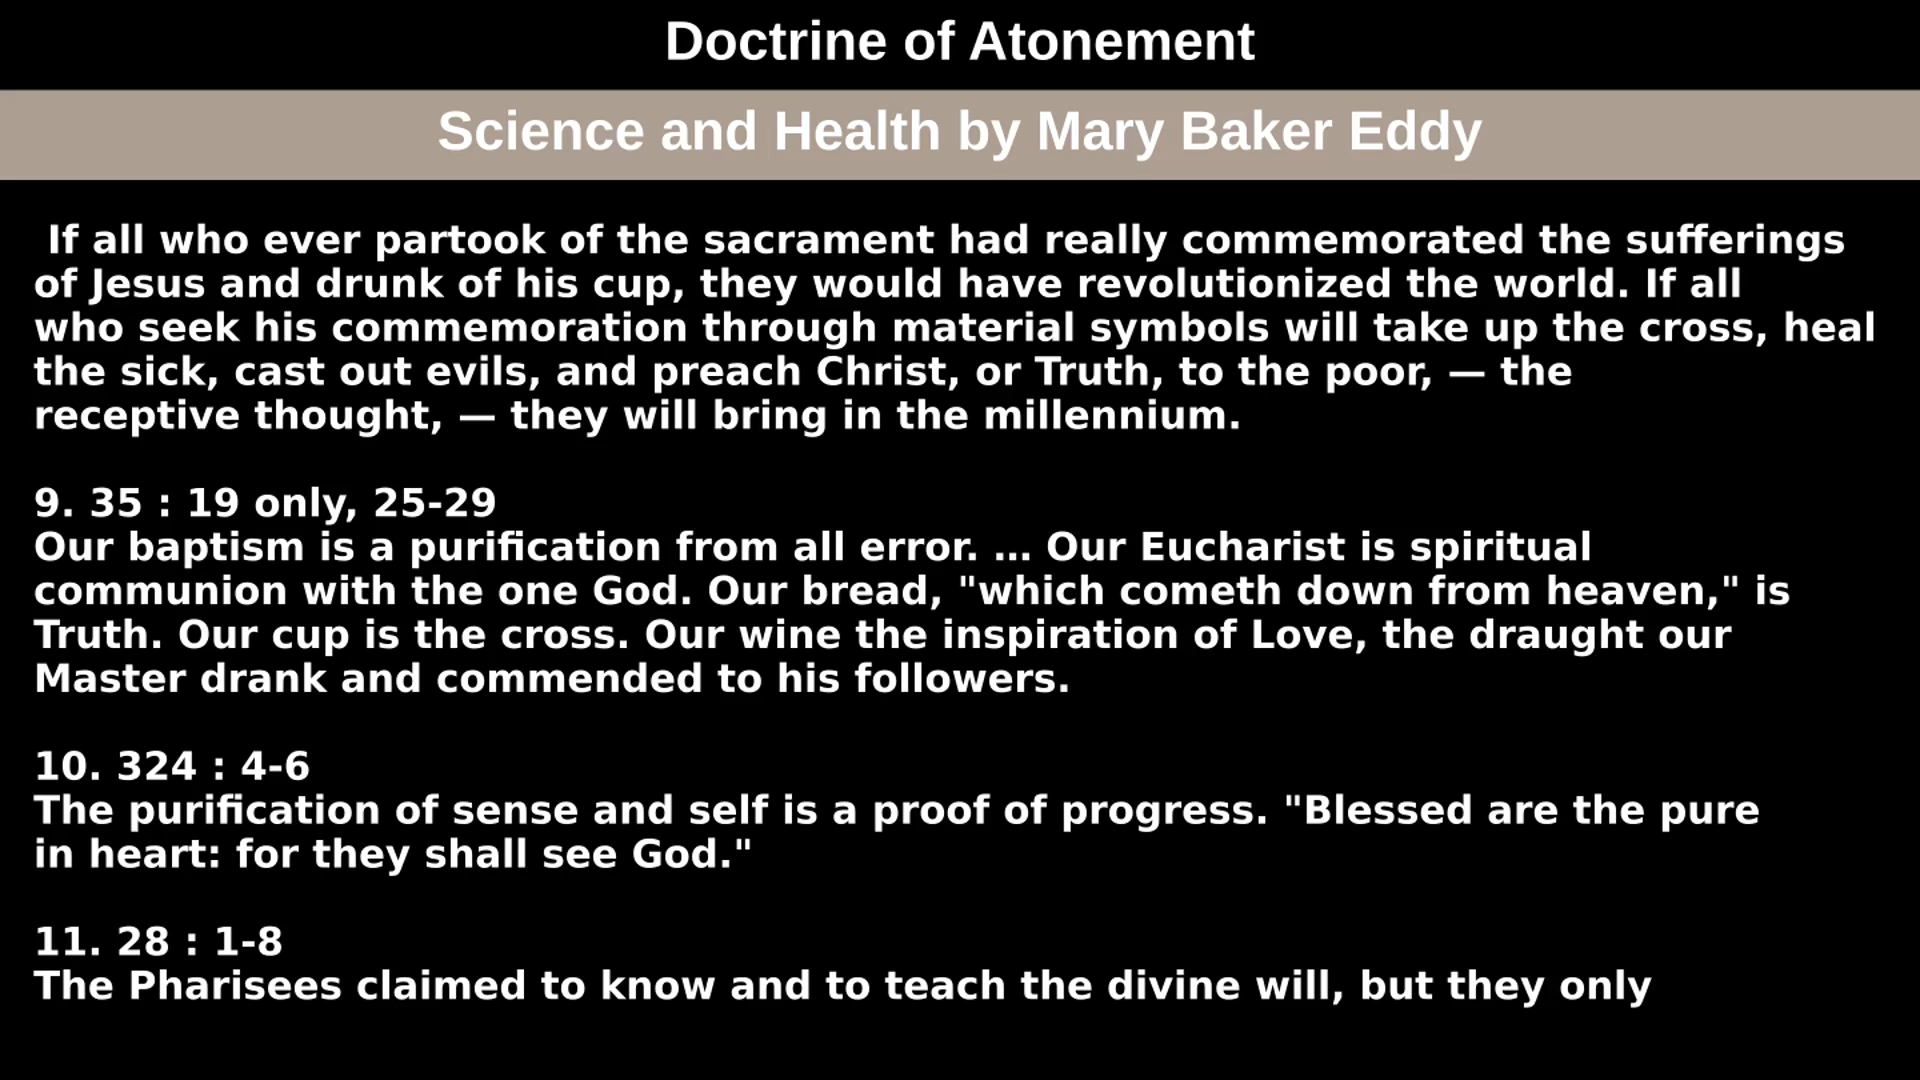 Doctrine of Atonement
Science and Health by Mary Baker Eddy
If all who ever partook of the sacrament had really commemorated the sufferings
of Jesus and drunk of his cup, they would have revolutionized the world. If all
who seek his commemoration through material symbols will take up the cross, heal
the sick, cast out evils, and preach Christ, or Truth, to the poor, — the
receptive thought, — they will bring in the millennium.
9. 35 : 19 only, 25-29
Our baptism is a purification from all error. ... Our Eucharist is spiritual
communion with the one God. Our bread, "which cometh down from heaven," is
Truth. Our cup is the cross. Our wine the inspiration of Love, the draught our
Master drank and commended to his followers.
10. 324 : 4-6
The purification of sense and self is a proof of progress. "Blessed are the pure
in heart: for they shall see God."
11. 28 : 1-8
The Pharisees claimed to know and to teach the divine will, but they only